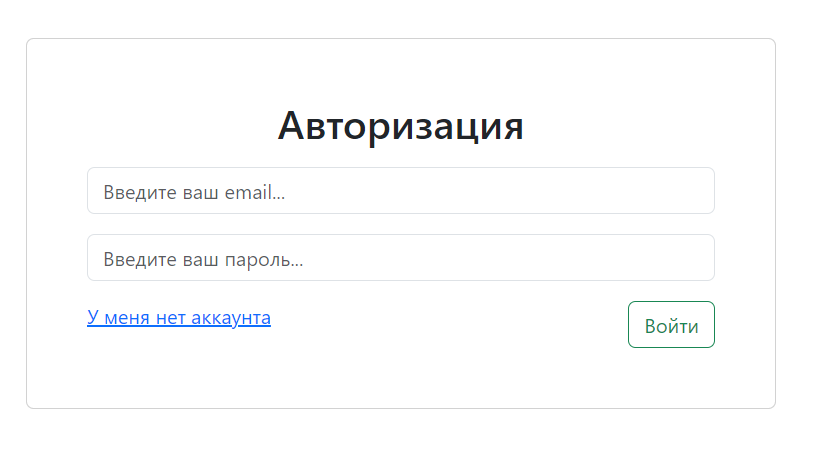 Авторизация
Введите ваш email...
Введите ваш пароль...
У меня нет аккаунта
Войти